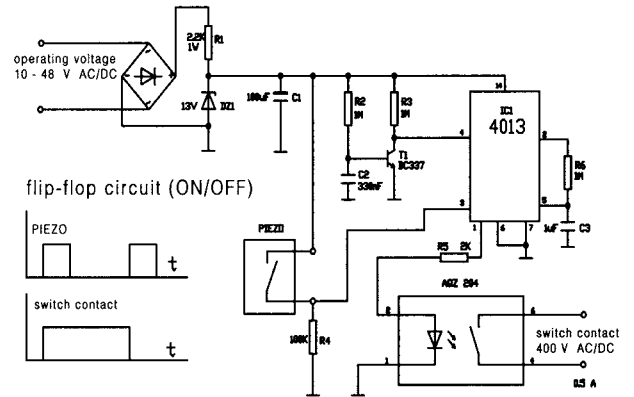 2.2K
1W
R1
operating voltage
10 - 48 V AC/DC
13V
DZ1
100uF
C1
R2
1M
R3
1M
14
IC1
4013
4
2
R6
1M
T1
BC337
C2
330nF
3
5
1uF
C3
1
6
7
flip-flop circuit (ON/OFF)
PIEZO
t
switch contact
t
PIEZO
100K
R4
R5
2K
AQZ 204
2
1
6
4
switch contact
400 V AC/DC
0.5 A